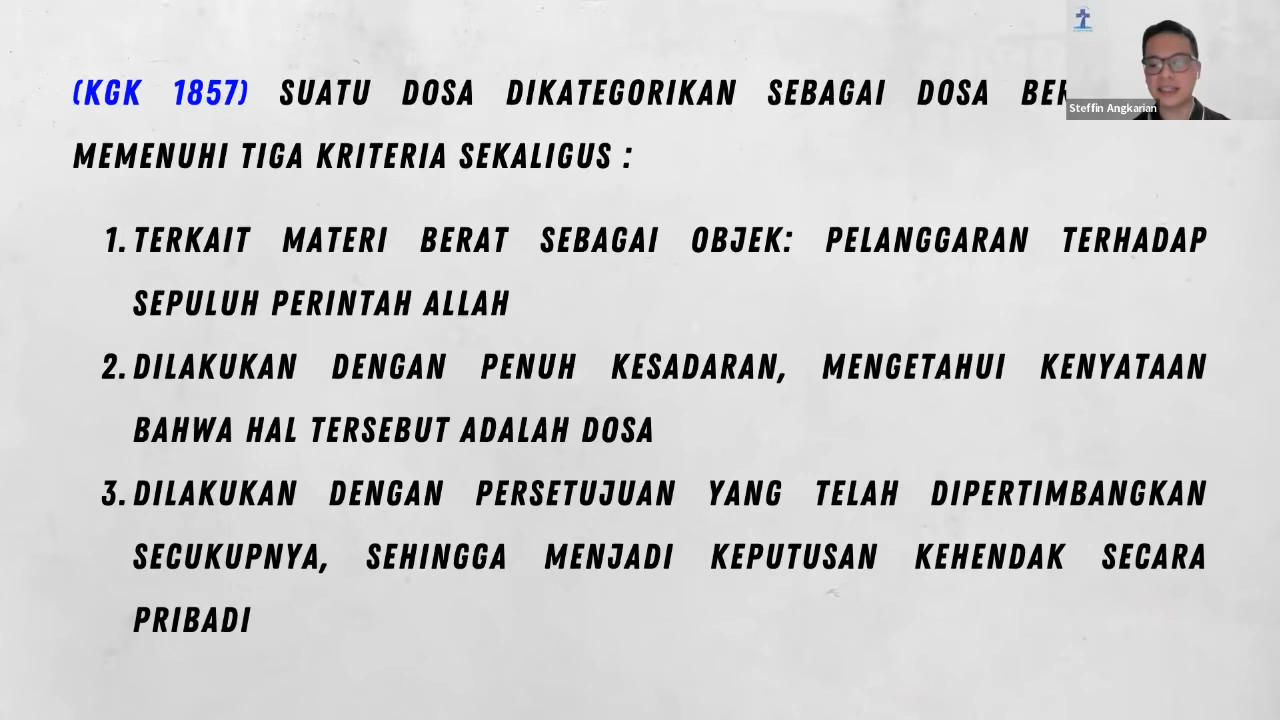 (KGK 1857) SUATU DOSA DIKATEGORIKAN SEBAGAI DOSA
MEMENUHI TIGA KRITERIA SEKALIGUS :
1. TERKAIT MATERI BERAT SEBAGAI OBJEK: PELANGGARAN TERHADAP
SEPULUH PERINTAH ALLAH
2. DILAKUKAN DENGAN PENUH KESADARAN, MENGETAHUI KENYATAAN
BAHWA HAL TERSEBUT ADALAH DOSA
3. DILAKUKAN DENGAN PERSETUJUAN YANG TELAH DIPERTIMBANGKAN
SECUKUPNYA, SEHINGGA MENJADI KEPUTUSAN KEHENDAK SECARA
PRIBADI
Steffin Angkarian